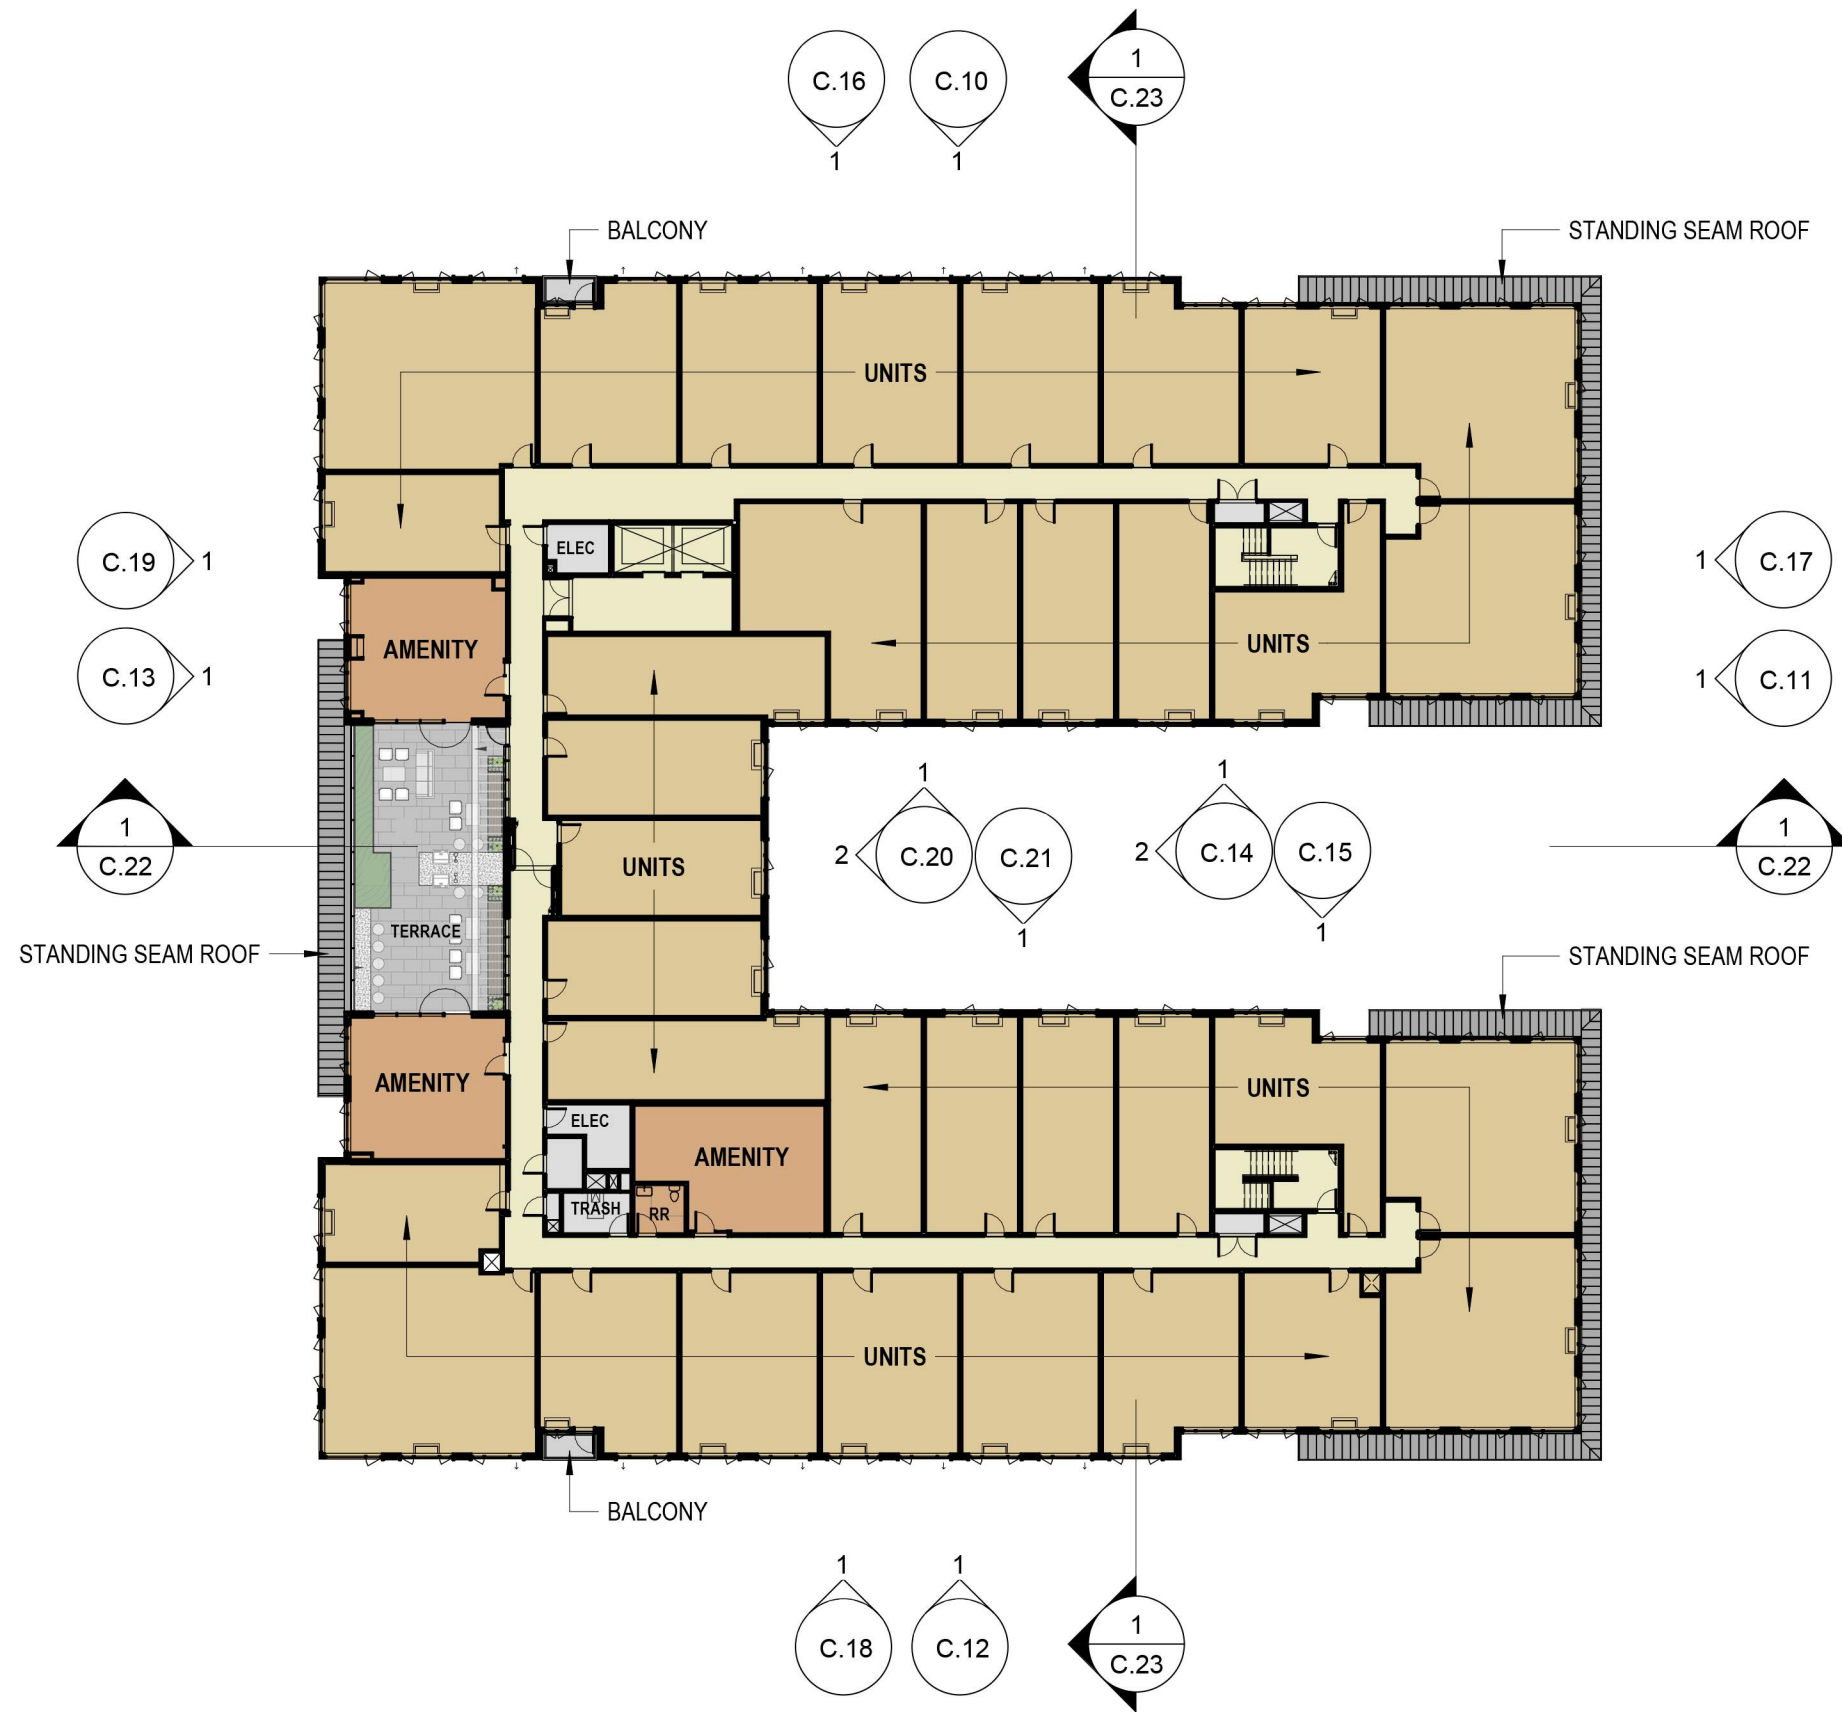 C.16
1
C.10
1
1
C.23
BALCONY
STANDING SEAM ROOF
UNITS
ELEC
C.19
1
C.17
1
AMENITY
UNITS
C.13
1
C.11
1
1
C.22
UNITS
1
2
C.20
C.21
1
1
2
C.14
C.15
1
1
C.22
TERRACE
STANDING SEAM ROOF
STANDING SEAM ROOF
AMENITY
UNITS
ELEC
AMENITY
TRASH
RR
UNITS
BALCONY
1
C.18
1
C.12
1
C.23